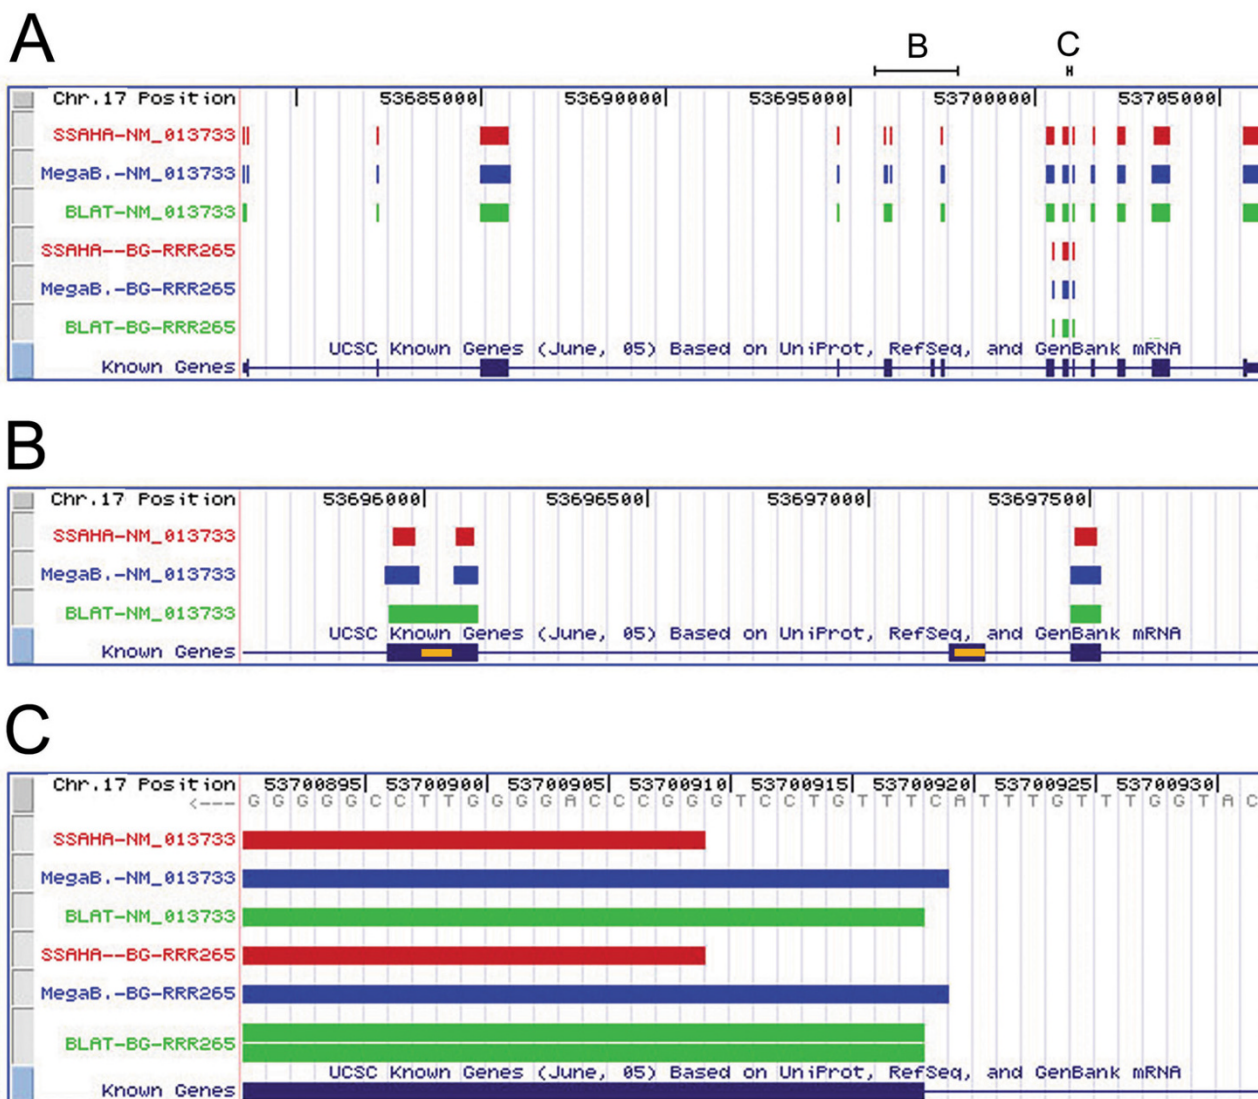 A
B C
Chr.17 Position 53685000| 53690000| 53695000| 53700000| 53705000|
SSAHA-NM_013733
MegaB.-NM_013733
BLAT-NM_013733
SSAHA--BG-RRR265
MegaB.-BG-RRR265
BLAT-BG-RRR265
UCSC Known Genes (June, 05) Based on UniProt, RefSeq, and GenBank mRNA
Known Genes
B
Chr.17 Position 53696000| 53696500| 53697000| 53697500|
SSAHA-NM_013733
MegaB.-NM_013733
BLAT-NM_013733
UCSC Known Genes (June, 05) Based on UniProt, RefSeq, and GenBank mRNA
Known Genes
C
Chr.17 Position 53700895| 53700900| 53700905| 53700910| 53700915| 53700920| 53700925| 53700930|
<--- G G G G G C C T T G G G G A C C C G G G T C C T G T T T C A T T T G T T T G G T A C
SSAHA-NM_013733
MegaB.-NM_013733
BLAT-NM_013733
SSAHA--BG-RRR265
MegaB.-BG-RRR265
BLAT-BG-RRR265
UCSC Known Genes (June, 05) Based on UniProt, RefSeq, and GenBank mRNA
Known Genes